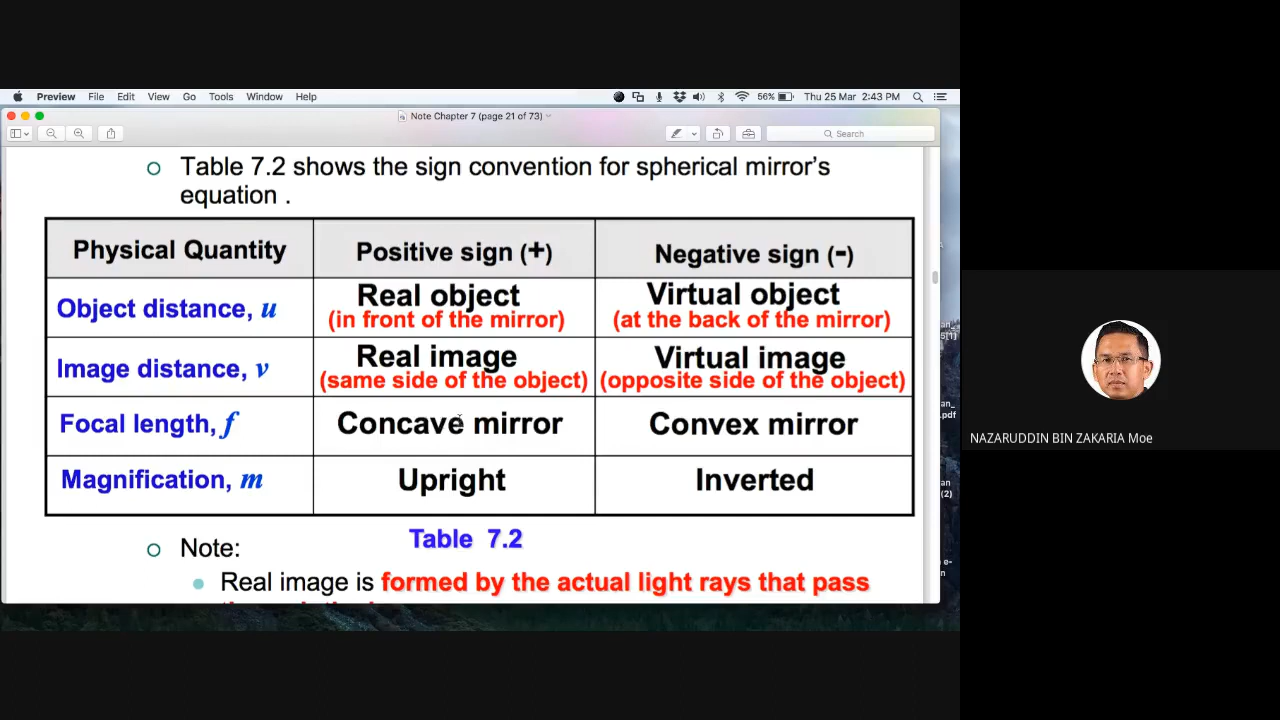 Preview File Edit View Go Tools Window Help 56% Thu 25 Mar 2:43 PM
Note Chapter 7 (page 21 of 73)
Search
Table 7.2 shows the sign convention for spherical mirror's
equation .
Physical Quantity Positive sign (+) Negative sign (-)
Object distance, u Real object Virtual object
(in front of the mirror) (at the back of the mirror)
Image distance, v Real image Virtual image
(same side of the object) (opposite side of the object)
Focal length, f Concave mirror Convex mirror
Magnification, m Upright Inverted
Table 7.2
Note:
Real image is formed by the actual light rays that pass
NAZARUDDIN BIN ZAKARIA Moe